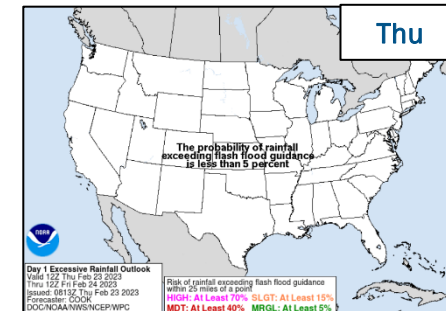 Thu
The probability of rainfall
exceeding flash flood guidance
is less than 5 percent
NOAA
Day 1 Excessive Rainfall Outlook
Valid 12Z Thu Feb 23 2023
Thru 12Z Fri Feb 24 2023
Issued: 0813Z Thu Feb 23 2023
Forecaster: COOK
DOC/NOAA/NWS/NCEP/WPC
Risk of rainfall exceeding flash flood guidance
within 25 miles of a point
HIGH: At Least 70% SLGT: At Least 15%
MDT: At Least 40% MRGL: At Least 5%